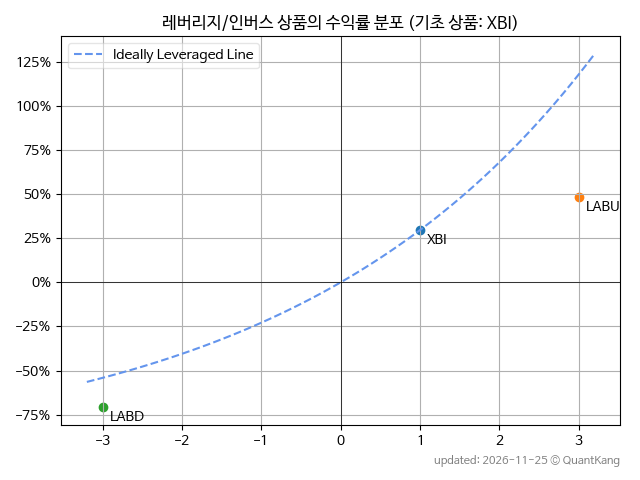 레버리지/인버스 상품의 수익률 분포 (기초 상품: XBI)
Ideally Leveraged Line
125%
100%
75%
50%
25%
0%
−25%
−50%
−75%
LABU
XBI
LABD
−3
−2
−1
0
1
2
3
updated: 2026-11-25 © QuantKang